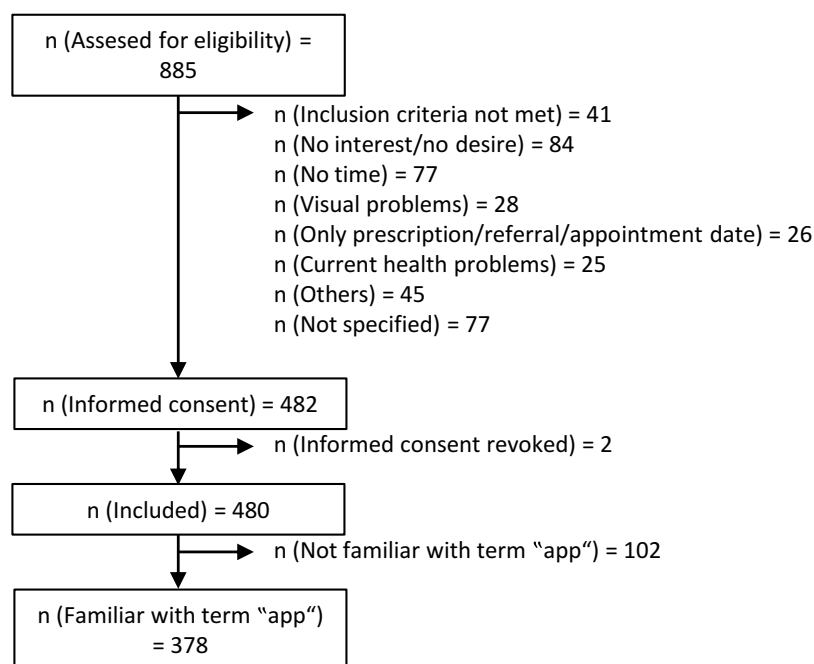 n (Assesed for eligibility) =
885
n (Inclusion criteria not met) = 41
n (No interest/no desire) = 84
n (No time) = 77
n (Visual problems) = 28
n (Only prescription/referral/appointment date) = 26
n (Current health problems) = 25
n (Others) = 45
n (Not specified) = 77
n (Informed consent) = 482
n (Informed consent revoked) = 2
n (Included) = 480
n (Not familiar with term "app“) = 102
n (Familiar with term "app“)
= 378